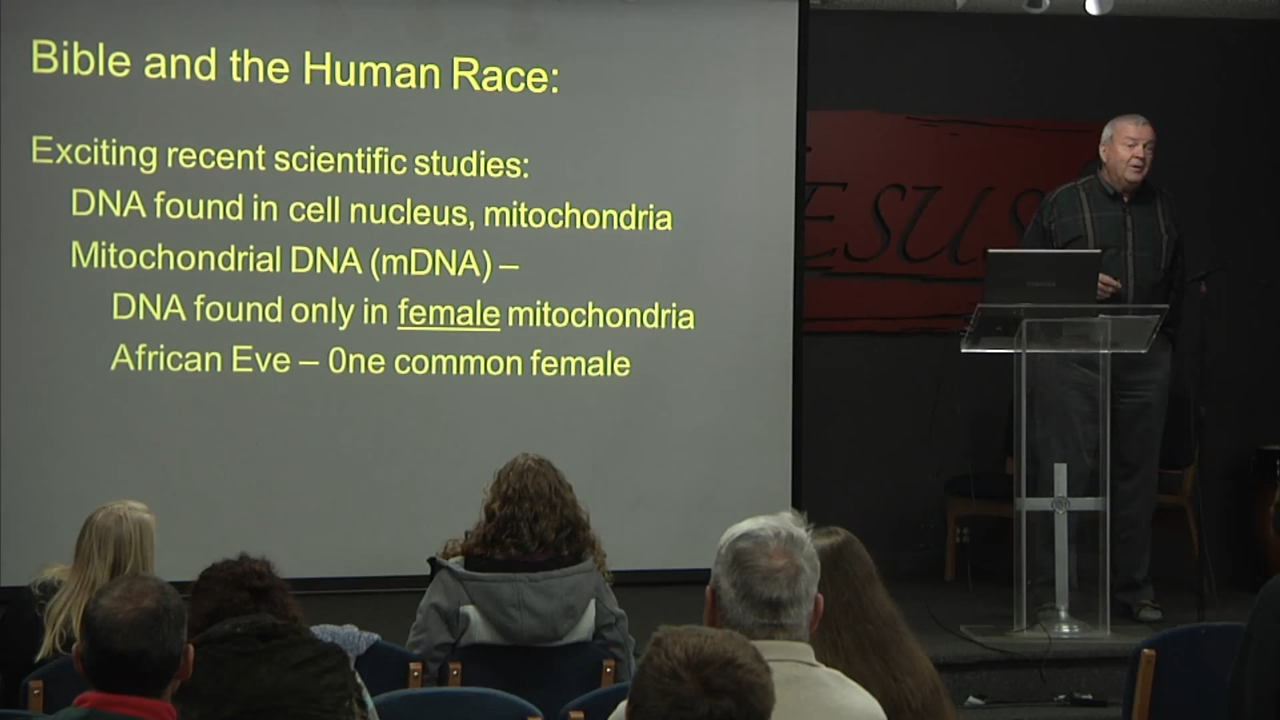 Bible and the Human Race:
Exciting recent scientific studies:
DNA found in cell nucleus, mitochondria
Mitochondrial DNA (mDNA) –
DNA found only in female mitochondria
African Eve – 0ne common female
ESUS